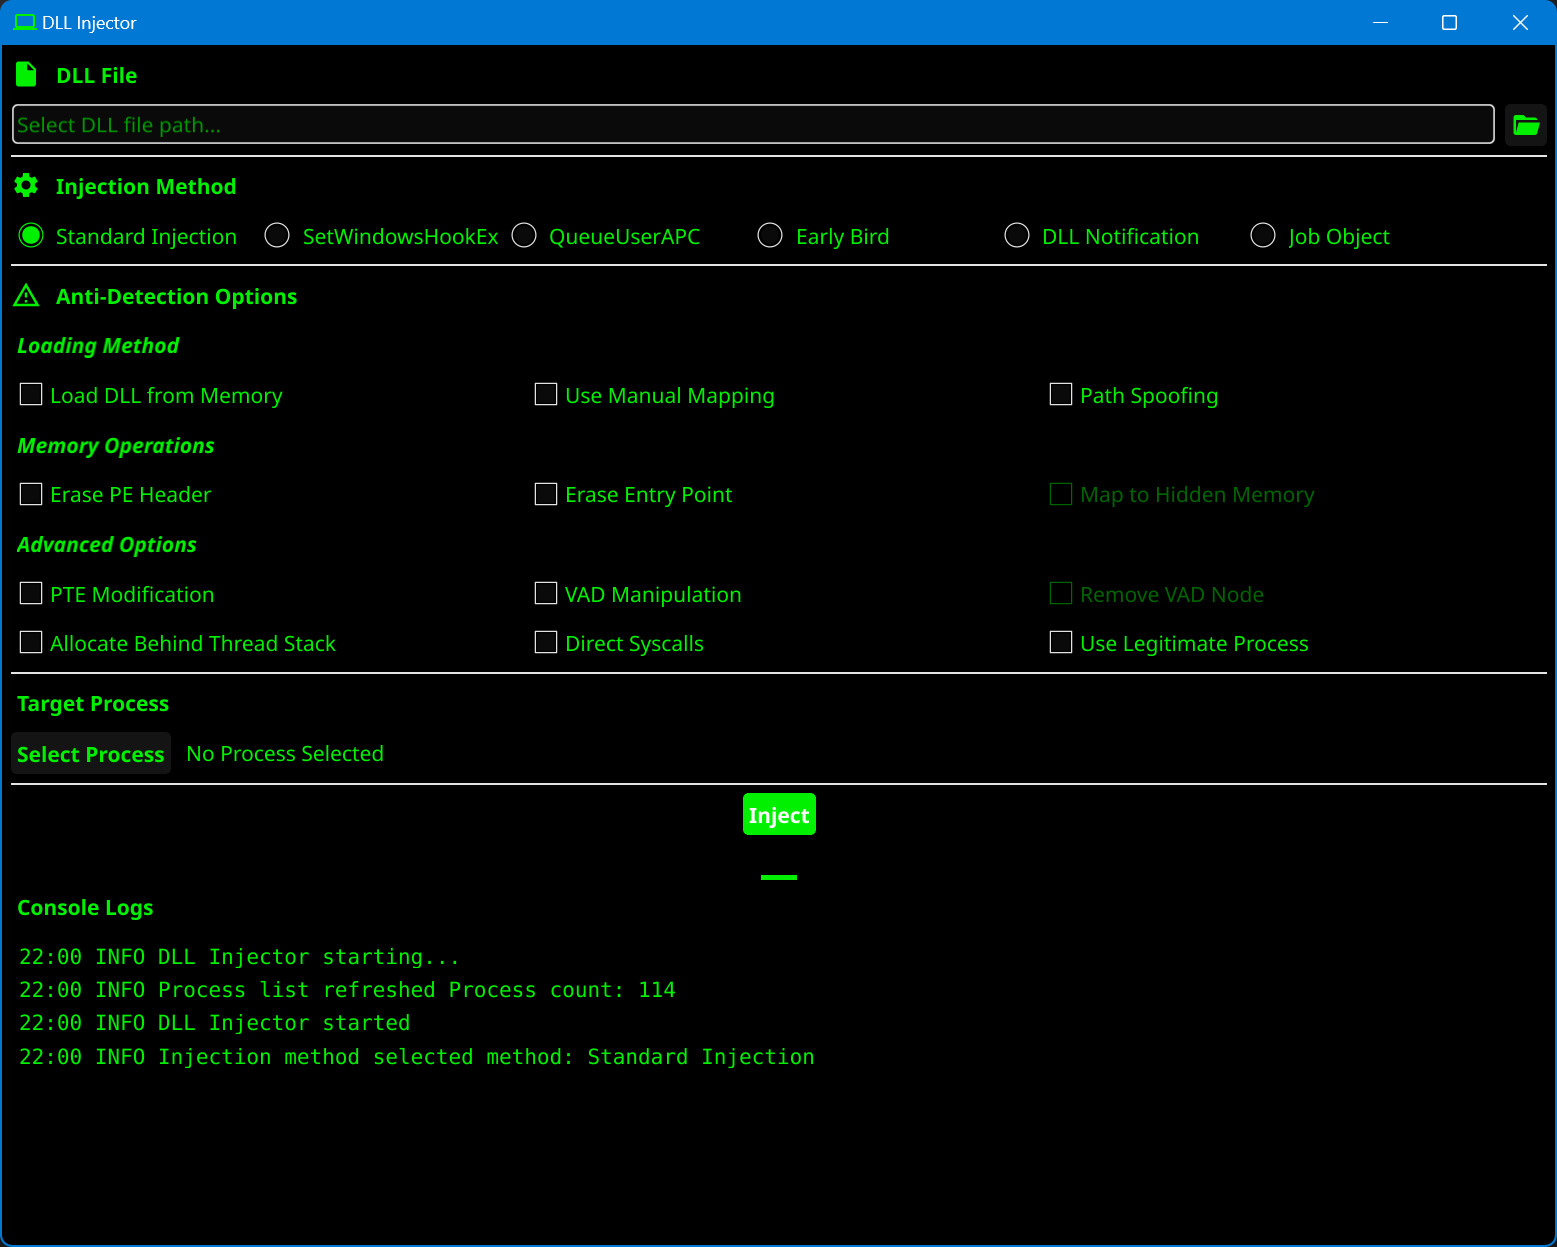 DLL Injector
DLL File
Select DLL file path...
Injection Method
Standard Injection SetWindowsHookEx QueueUserAPC Early Bird DLL Notification Job Object
Anti-Detection Options
Loading Method
Load DLL from Memory Use Manual Mapping Path Spoofing
Memory Operations
Erase PE Header Erase Entry Point Map to Hidden Memory
Advanced Options
PTE Modification VAD Manipulation Remove VAD Node
Allocate Behind Thread Stack Direct Syscalls Use Legitimate Process
Target Process
Select Process No Process Selected
Inject
Console Logs
22:00 INFO DLL Injector starting...
22:00 INFO Process list refreshed Process count: 114
22:00 INFO DLL Injector started
22:00 INFO Injection method selected method: Standard Injection